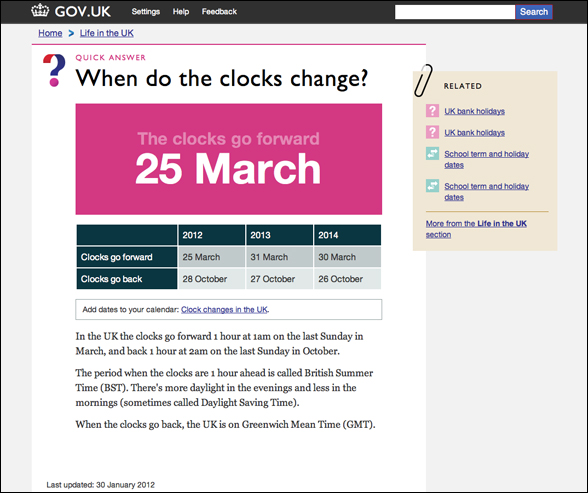 GOV.UK Settings Help Feedback Search
Home Life in the UK
?
QUICK ANSWER
When do the clocks change?
The clocks go forward
25 March
2012 2013 2014
Clocks go forward 25 March 31 March 30 March
Clocks go back 28 October 27 October 26 October
Add dates to your calendar: Clock changes in the UK.
In the UK the clocks go forward 1 hour at 1am on the last Sunday in
March, and back 1 hour at 2am on the last Sunday in October.
The period when the clocks are 1 hour ahead is called British Summer
Time (BST). There's more daylight in the evenings and less in the
mornings (sometimes called Daylight Saving Time).
When the clocks go back, the UK is on Greenwich Mean Time (GMT).
Last updated: 30 January 2012
RELATED
? UK bank holidays
? UK bank holidays
School term and holiday
dates
School term and holiday
dates
More from the Life in the UK
section